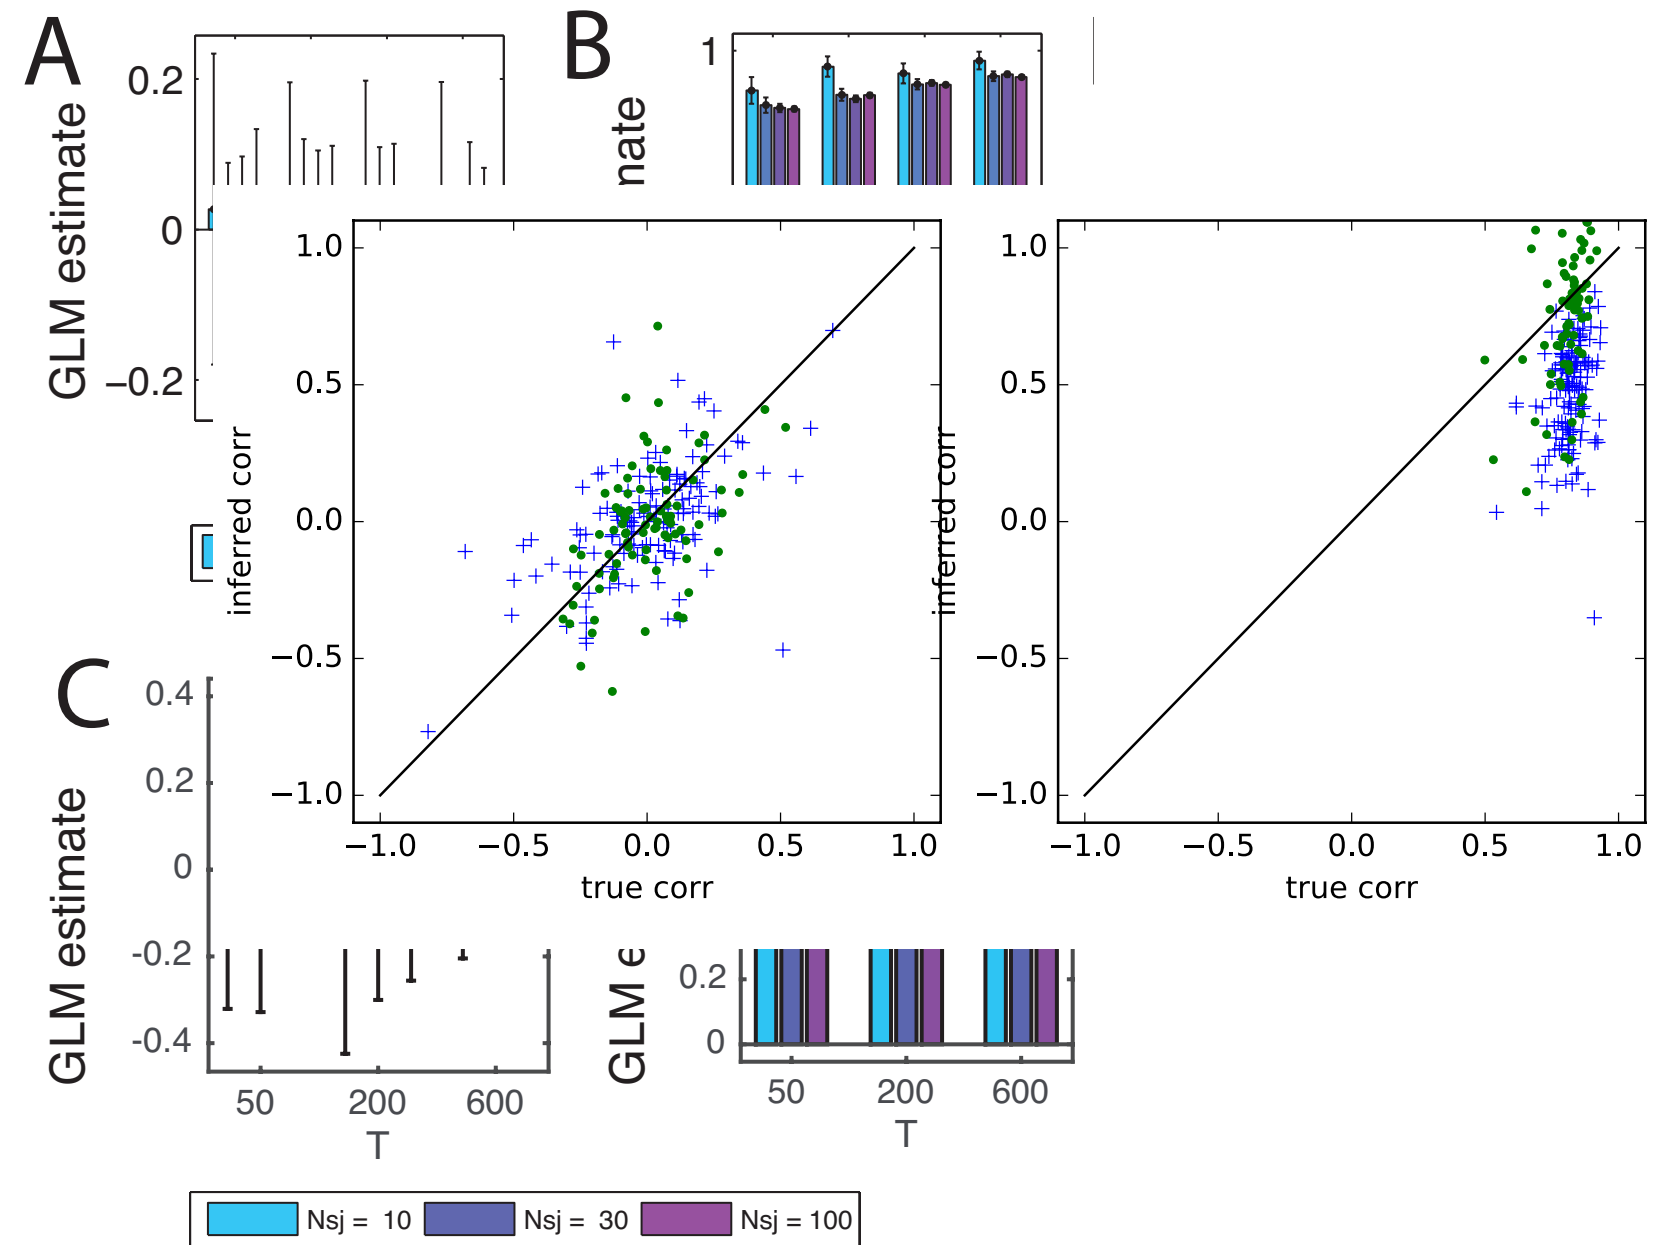 A
B
GLM estimate
0.2
0
−0.2
1
nate
inferred corr
1.0
0.5
0.0
−0.5
−1.0
−1.0
−0.5
0.0
0.5
1.0
true corr
inferred corr
1.0
0.5
0.0
−0.5
−1.0
−1.0
−0.5
0.0
0.5
1.0
true corr
C
GLM estimate
0.4
0.2
0
-0.2
-0.4
50
200
600
T
GLM e
0.2
0
50
200
600
T
Nsj = 10
Nsj = 30
Nsj = 100